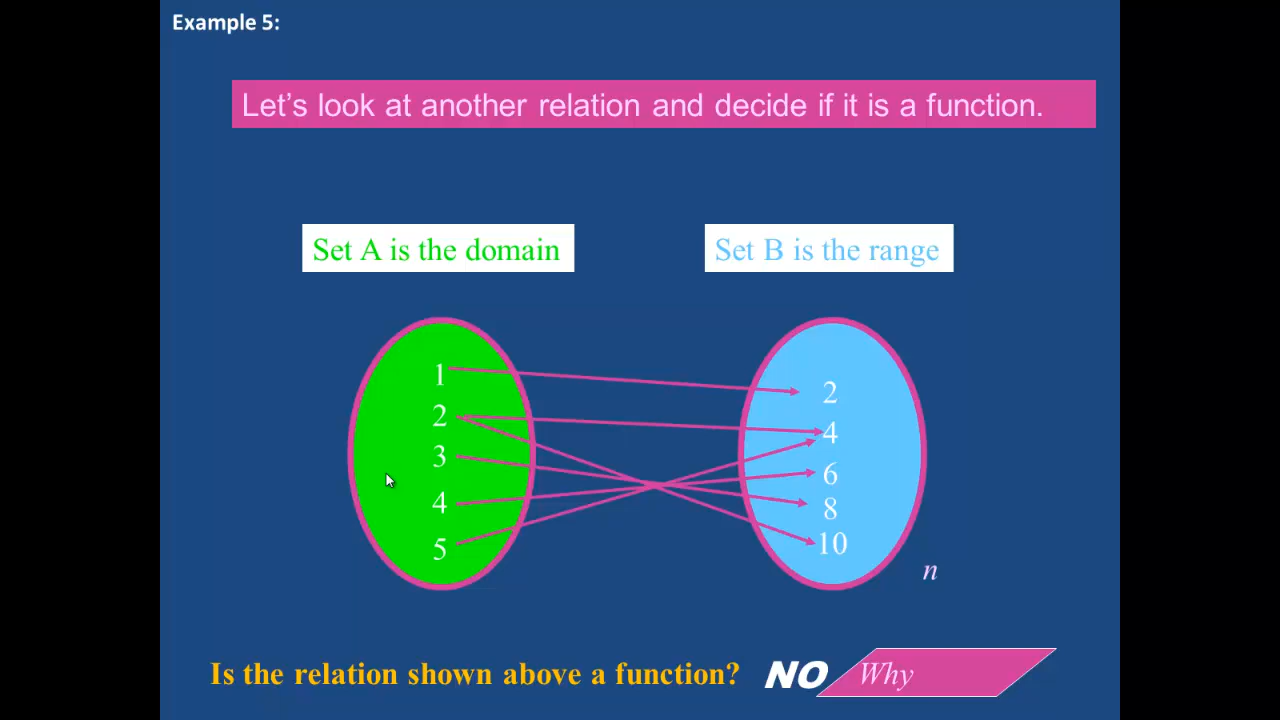 Example 5:
Let's look at another relation and decide if it is a function.
Set A is the domain
Set B is the range
1
2
3
4
5
2
4
6
8
10
n
Is the relation shown above a function? NO Why